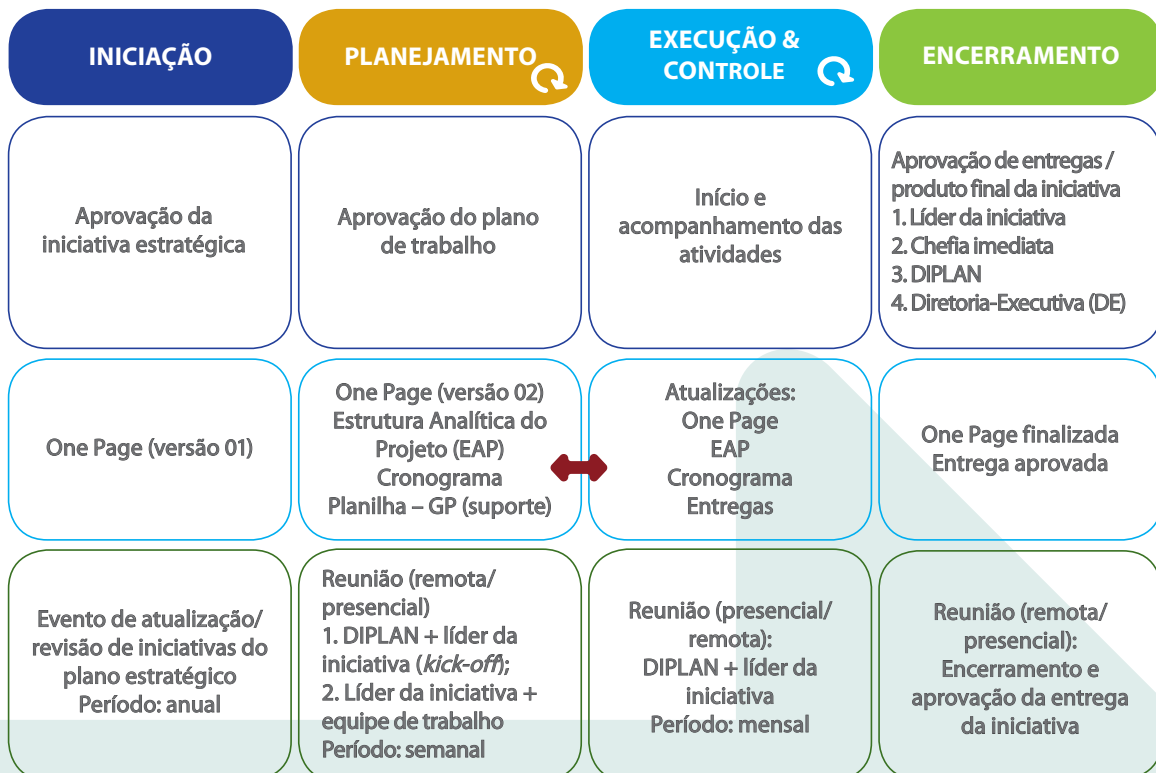 INICIAÇÃO
PLANEJAMENTO
EXECUÇÃO &
CONTROLE
ENCERRAMENTO
Aprovação da
iniciativa estratégica
Aprovação do plano
de trabalho
Início e
acompanhamento das
atividades
Aprovação de entregas /
produto final da iniciativa
1. Líder da iniciativa
2. Chefia imediata
3. DIPLAN
4. Diretoria-Executiva (DE)
One Page (versão 01)
One Page (versão 02)
Estrutura Analítica do
Projeto (EAP)
Cronograma
Planilha – GP (suporte)
Atualizações:
One Page
EAP
Cronograma
Entregas
One Page finalizada
Entrega aprovada
Evento de atualização/
revisão de iniciativas do
plano estratégico
Período: anual
Reunião (remota/
presencial)
1. DIPLAN + líder da
iniciativa (kick-off);
2. Líder da iniciativa +
equipe de trabalho
Período: semanal
Reunião (presencial/
remota):
DIPLAN + líder da
iniciativa
Período: mensal
Reunião (remota/
presencial):
Encerramento e
aprovação da entrega
da iniciativa